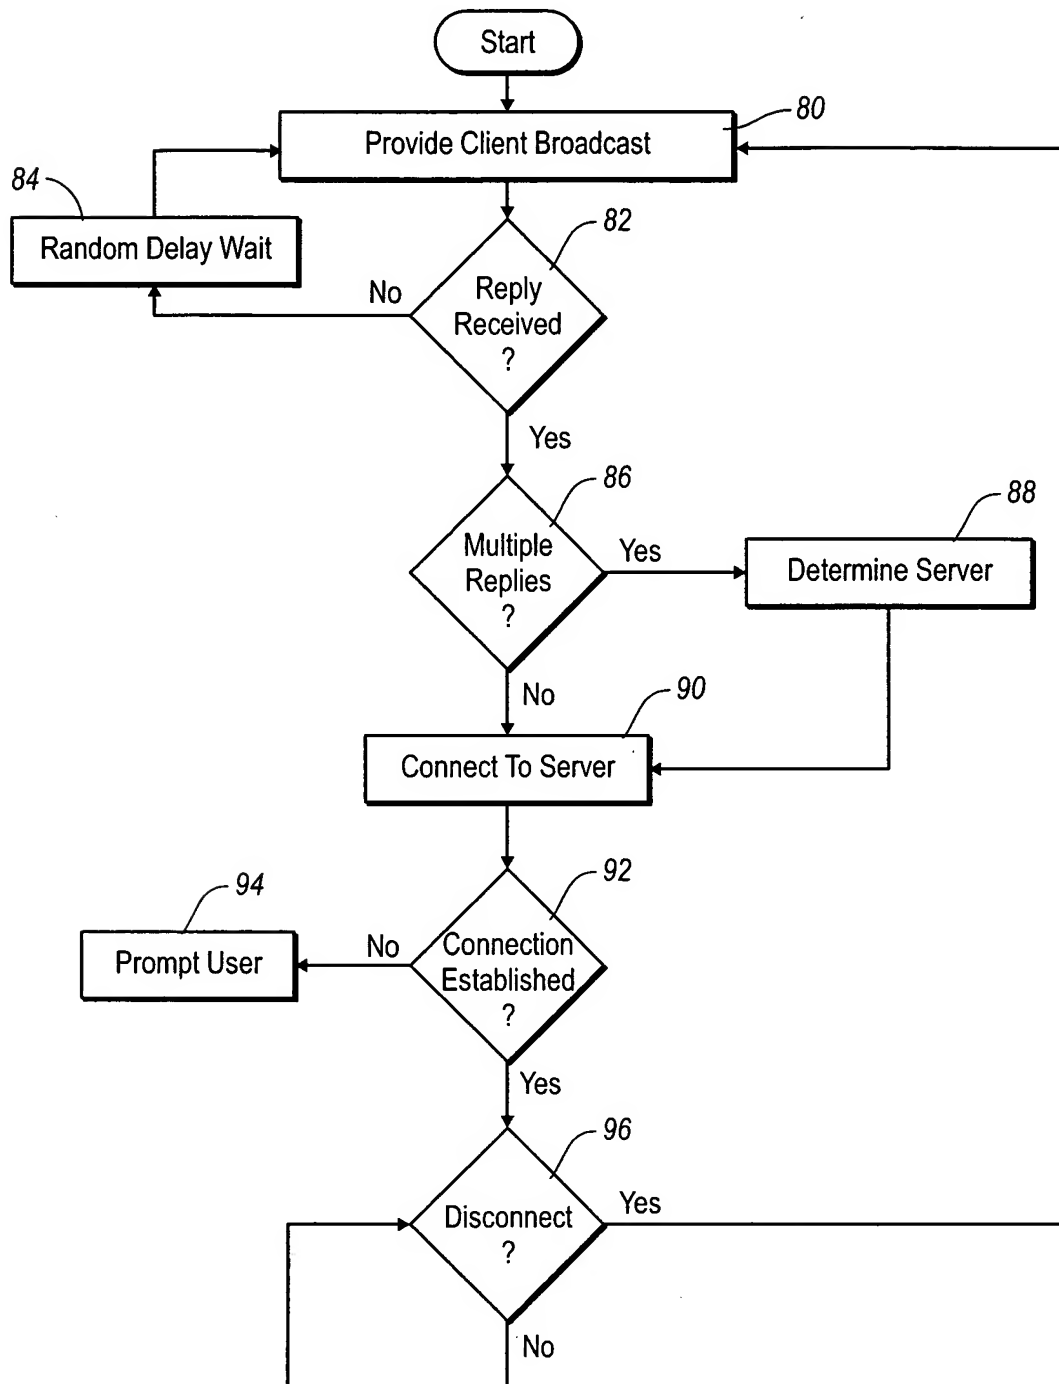 Start
80
Provide Client Broadcast
84
Random Delay Wait
82
No
Reply
Received
?
Yes
86
88
Multiple
Replies
?
Yes
Determine Server
No
90
Connect To Server
92
94
No
Connection
Established
?
Prompt User
Yes
96
Disconnect
?
Yes
No